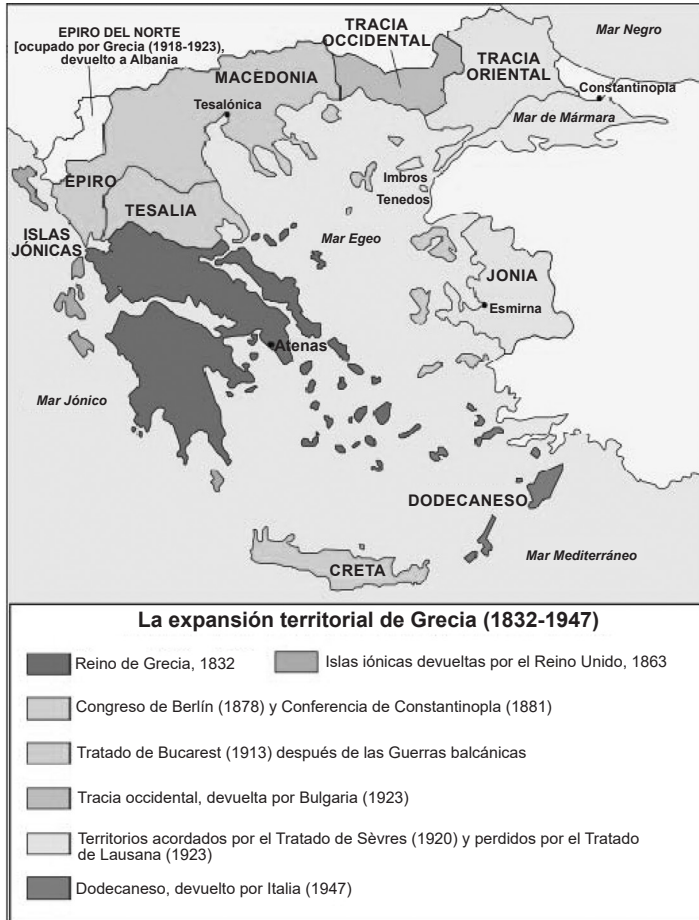 EPIRO DEL NORTE
[ocupado por Grecia (1918-1923),
devuelto a Albania
TRACIA
OCCIDENTAL
Mar Negro
TRACIA
ORIENTAL
MACEDONIA
Constantinopla
Tesalónica
Mar de Mármara
EPIRO
Imbros
Tenedos
TESALIA
ISLAS
JÓNICAS
Mar Egeo
JONIA
Esmirna
Atenas
Mar Jónico
DODECANESO
Mar Mediterráneo
CRETA
La expansión territorial de Grecia (1832-1947)
Reino de Grecia, 1832
Islas iónicas devueltas por el Reino Unido, 1863
Congreso de Berlín (1878) y Conferencia de Constantinopla (1881)
Tratado de Bucarest (1913) después de las Guerras balcánicas
Tracia occidental, devuelta por Bulgaria (1923)
Territorios acordados por el Tratado de Sèvres (1920) y perdidos por el Tratado
de Lausana (1923)
Dodecaneso, devuelto por Italia (1947)